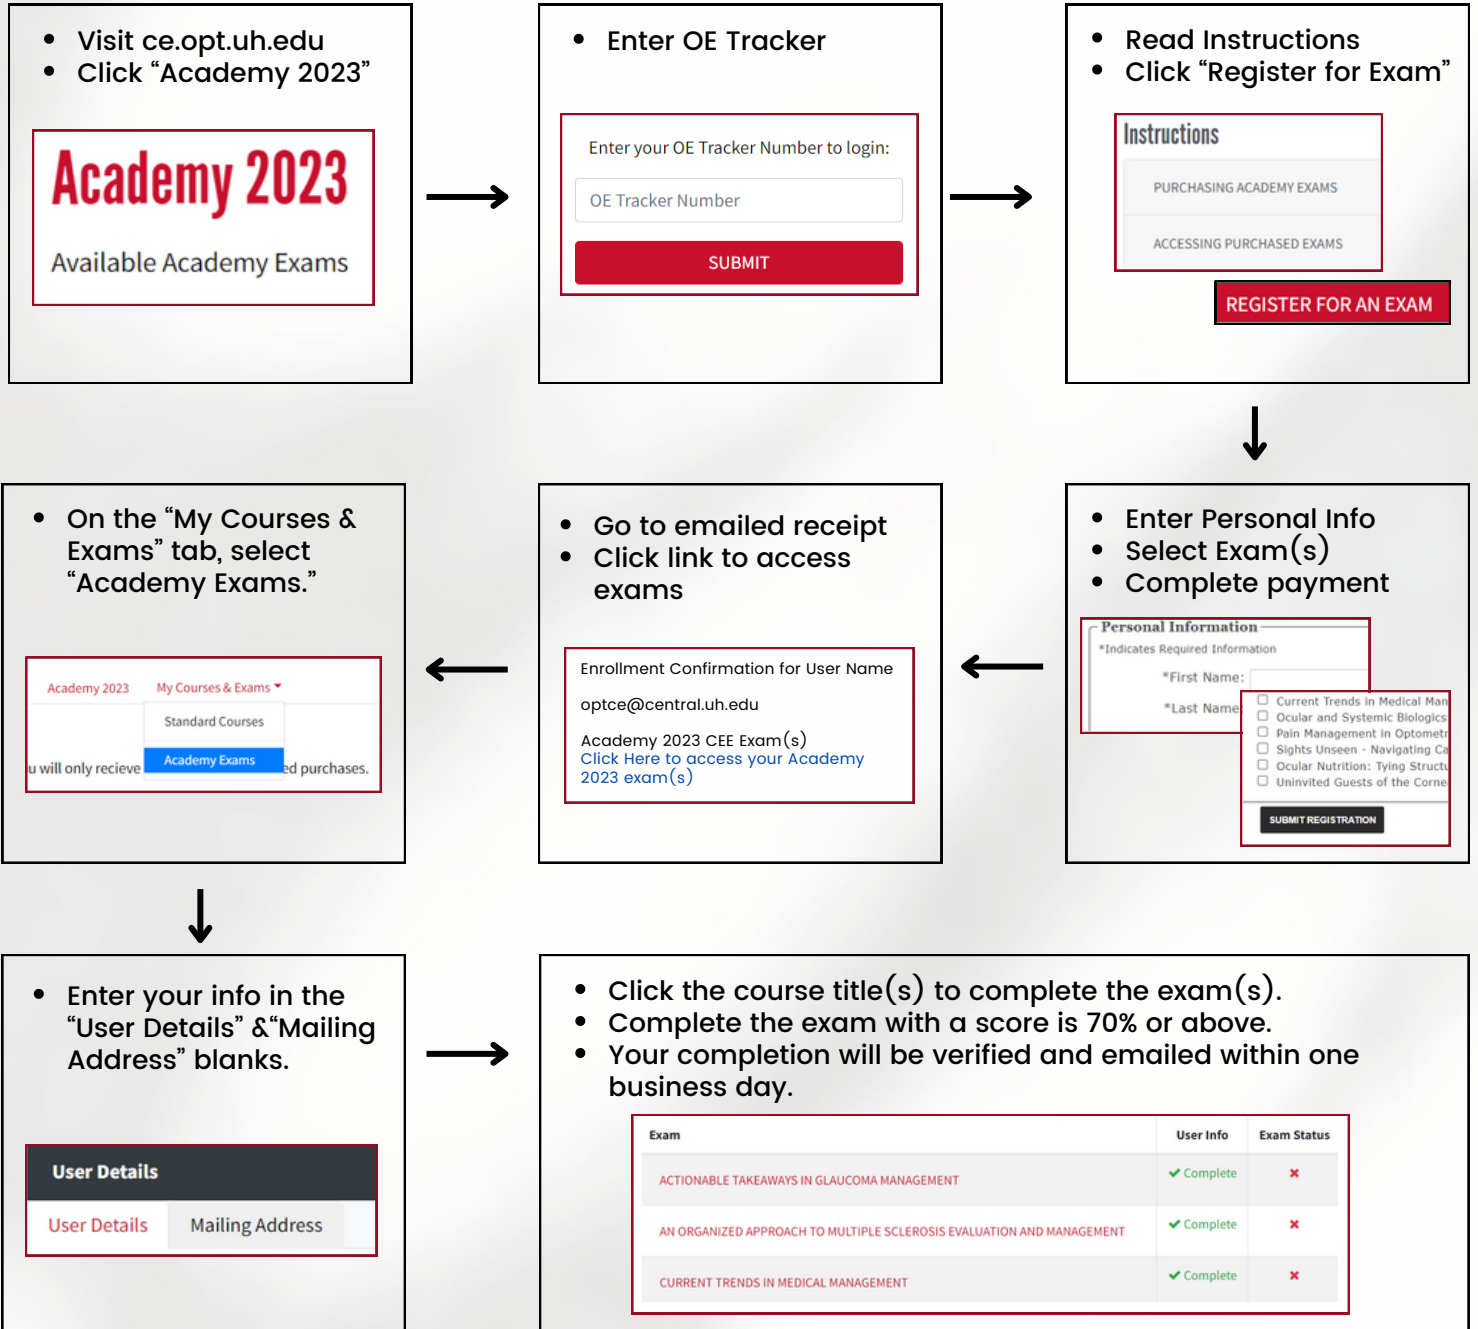 • Visit ce.opt.uh.edu
• Click “Academy 2023”
Academy 2023
Available Academy Exams
• Enter OE Tracker
Enter your OE Tracker Number to login:
OE Tracker Number
SUBMIT
• Read Instructions
• Click “Register for Exam”
Instructions
PURCHASING ACADEMY EXAMS
ACCESSING PURCHASED EXAMS
REGISTER FOR AN EXAM
• Enter Personal Info
• Select Exam(s)
• Complete payment
Personal Information
*Indicates Required Information
*First Name:
*Last Name:
Current Trends in Medical Man
Ocular and Systemic Biologics
Pain Management in Optometr
Sights Unseen - Navigating Ca
Ocular Nutrition: Tying Structu
Uninvited Guests of the Corne
SUBMIT REGISTRATION
• Go to emailed receipt
• Click link to access
exams
Enrollment Confirmation for User Name
optce@central.uh.edu
Academy 2023 CEE Exam(s)
Click Here to access your Academy
2023 exam(s)
• On the “My Courses &
Exams” tab, select
“Academy Exams.”
Academy 2023 My Courses & Exams
Standard Courses
Academy Exams
u will only recieve ed purchases.
• Enter your info in the
“User Details” &“Mailing
Address” blanks.
User Details
User Details Mailing Address
• Click the course title(s) to complete the exam(s).
• Complete the exam with a score is 70% or above.
• Your completion will be verified and emailed within one
business day.
Exam User Info Exam Status
ACTIONABLE TAKEAWAYS IN GLAUCOMA MANAGEMENT ✔ Complete ✖
AN ORGANIZED APPROACH TO MULTIPLE SCLEROSIS EVALUATION AND MANAGEMENT ✔ Complete ✖
CURRENT TRENDS IN MEDICAL MANAGEMENT ✔ Complete ✖